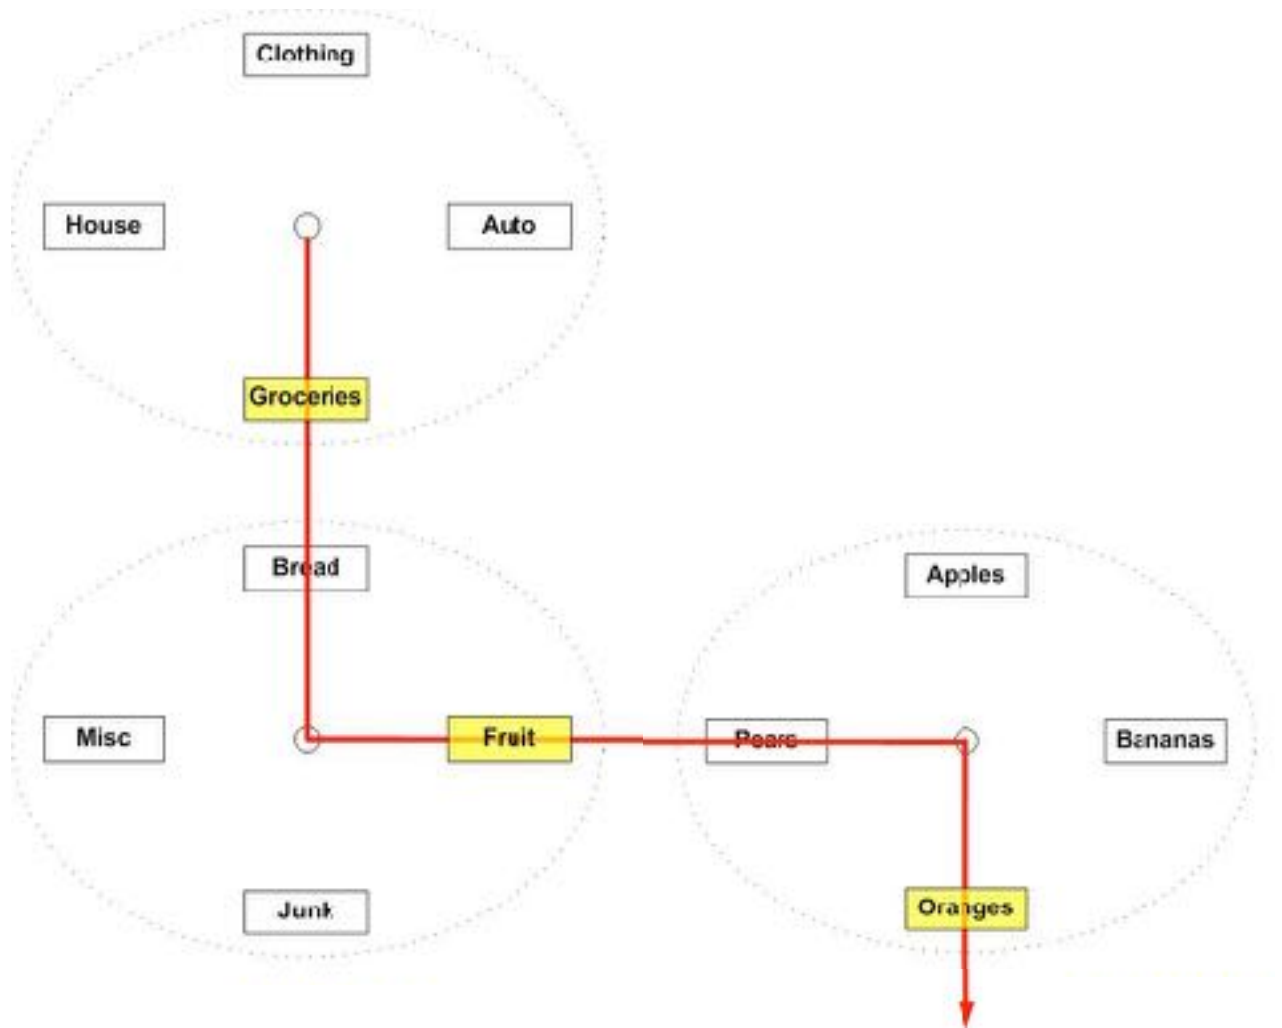 Clothing
House
Auto
Groceries
Bread
Apples
Misc
Fruit
Pears
Bananas
Junk
Oranges